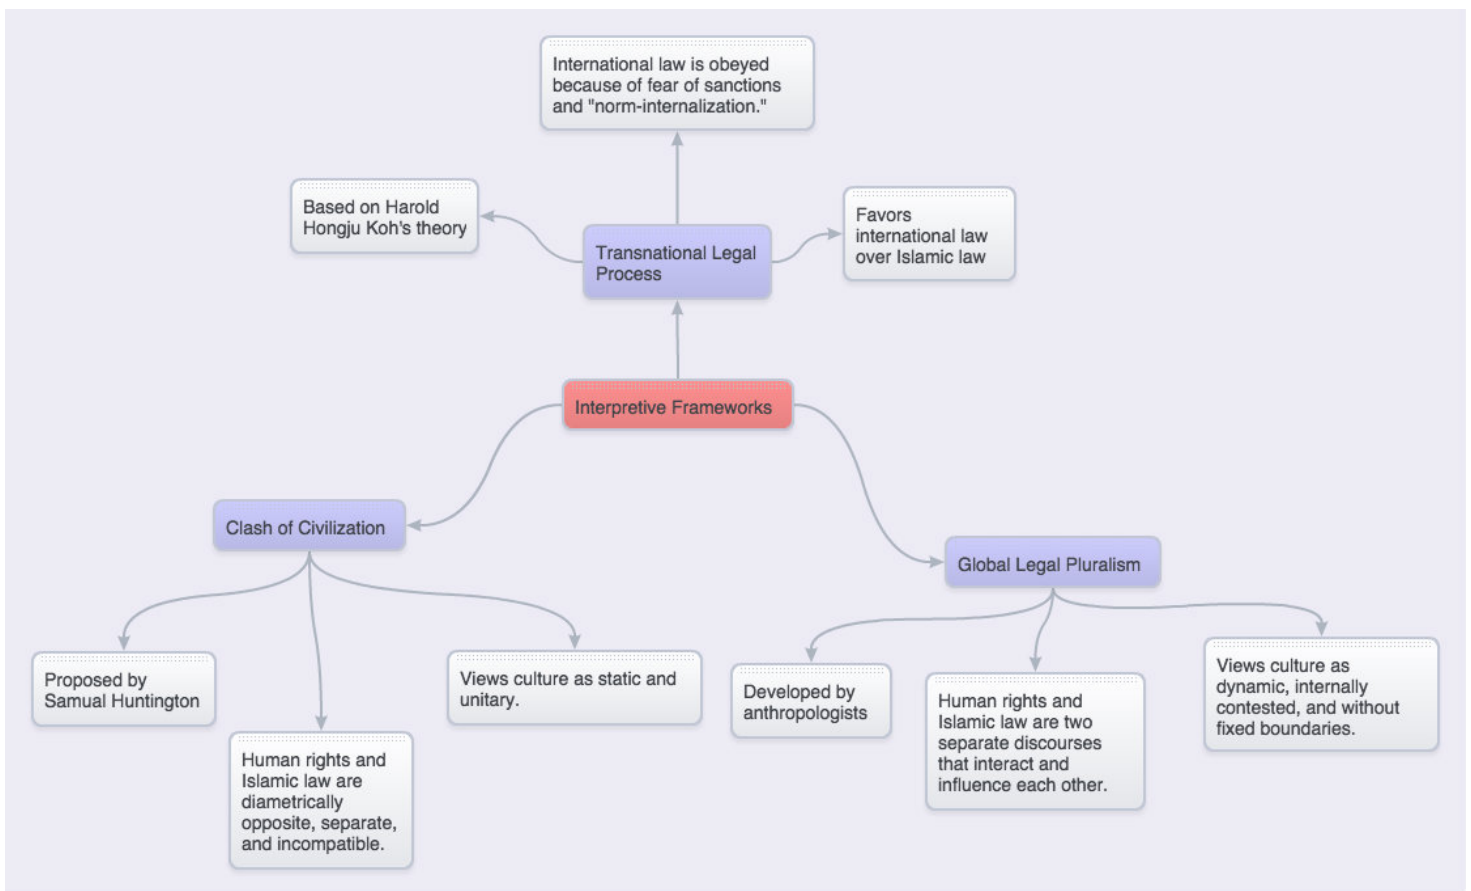 International law is obeyed
because of fear of sanctions
and "norm-internalization."
Based on Harold
Hongju Koh's theory
Favors
international law
over Islamic law
Transnational Legal
Process
Interpretive Frameworks
Clash of Civilization
Global Legal Pluralism
Proposed by
Samual Huntington
Human rights and
Islamic law are
diametrically
opposite, separate,
and incompatible.
Views culture as static and
unitary.
Developed by
anthropologists
Human rights and
Islamic law are two
separate discourses
that interact and
influence each other.
Views culture as
dynamic, internally
contested, and without
fixed boundaries.